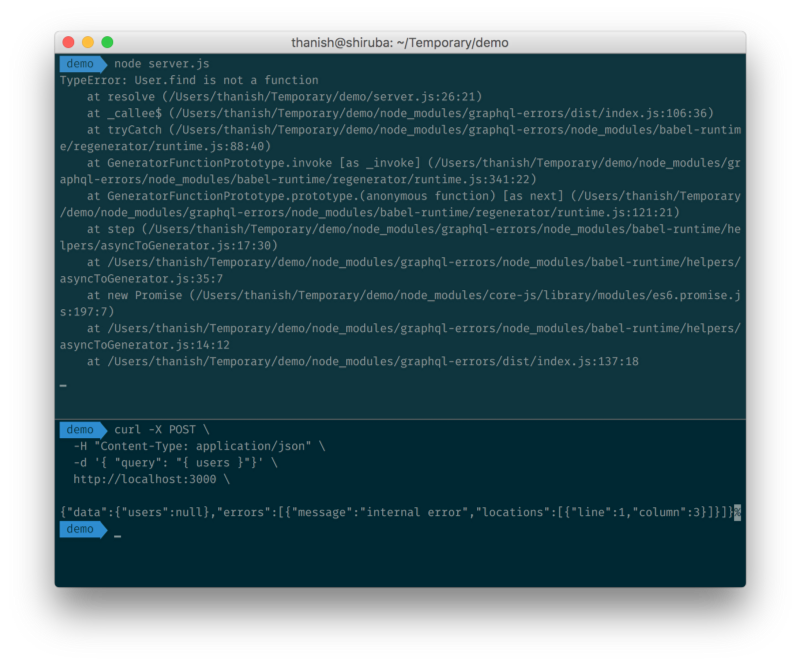 thanish@shiruba: ~/Temporary/demo
demo node server.js
TypeError: User.find is not a function
    at resolve (/Users/thanish/Temporary/demo/server.js:26:21)
    at _callee$ (/Users/thanish/Temporary/demo/node_modules/graphql-errors/dist/index.js:106:36)
    at tryCatch (/Users/thanish/Temporary/demo/node_modules/graphql-errors/node_modules/babel-runtim
e/regenerator/runtime.js:88:40)
    at GeneratorFunctionPrototype.invoke [as _invoke] (/Users/thanish/Temporary/demo/node_modules/gr
aphql-errors/node_modules/babel-runtime/regenerator/runtime.js:341:22)
    at GeneratorFunctionPrototype.prototype.(anonymous function) [as next] (/Users/thanish/Temporary
/demo/node_modules/graphql-errors/node_modules/babel-runtime/regenerator/runtime.js:121:21)
    at step (/Users/thanish/Temporary/demo/node_modules/graphql-errors/node_modules/babel-runtime/he
lpers/asyncToGenerator.js:17:30)
    at /Users/thanish/Temporary/demo/node_modules/graphql-errors/node_modules/babel-runtime/helpers/
asyncToGenerator.js:35:7
    at new Promise (/Users/thanish/Temporary/demo/node_modules/core-js/library/modules/es6.promise.j
s:197:7)
    at /Users/thanish/Temporary/demo/node_modules/graphql-errors/node_modules/babel-runtime/helpers/
asyncToGenerator.js:14:12
    at /Users/thanish/Temporary/demo/node_modules/graphql-errors/dist/index.js:137:18
demo curl -X POST \
  -H "Content-Type: application/json" \
  -d '{ "query": "{ users }"}' \
  http://localhost:3000 \
{"data":{"users":null},"errors":[{"message":"internal error","locations":[{"line":1,"column":3}]}]}%
demo